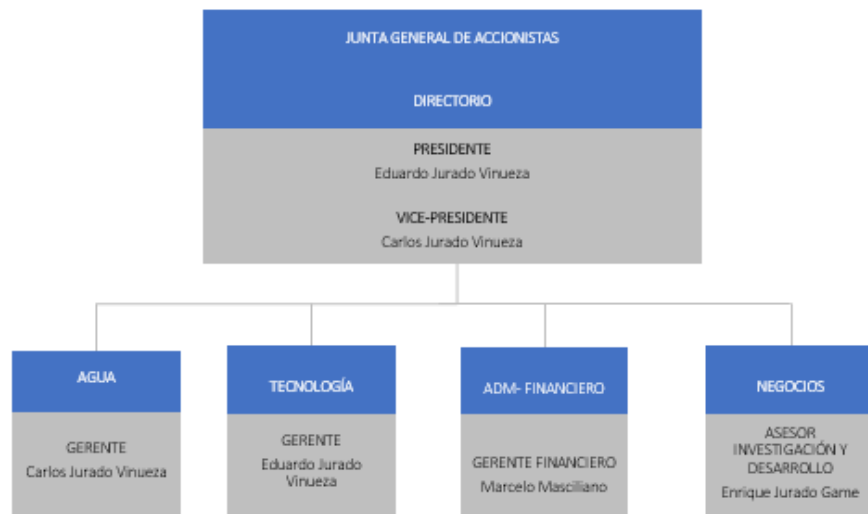 JUNTA GENERAL DE ACCIONISTAS
DIRECTORIO
PRESIDENTE
Eduardo Jurado Vinueza
VICE-PRESIDENTE
Carlos Jurado Vinueza
AGUA
GERENTE
Carlos Jurado Vinueza
TECNOLOGÍA
GERENTE
Eduardo Jurado
Vinueza
ADM- FINANCIERO
GERENTE FINANCIERO
Marcelo Masciliano
NEGOCIOS
ASESOR
INVESTIGACIÓN Y
DESARROLLO
Enrique Jurado Game